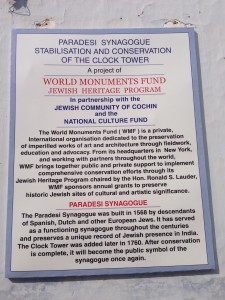 PARADESI SYNAGOGUE
STABILISATION AND CONSERVATION
OF THE CLOCK TOWER
A project of
WORLD MONUMENTS FUND
JEWISH HERITAGE PROGRAM
In partnership with the
JEWISH COMMUNITY OF COCHIN
and the
NATIONAL CULTURE FUND
The World Monuments Fund ( WMF ) is a private,
International organisation dedicated to the preservation
of imperilled works of art and architecture through fieldwork,
education and advocacy. From its headquarters in New York,
and working with partners throughout the world,
WMF brings together public and private support to implement
comprehensive conservation efforts through its
Jewish Heritage Program chaired by the Hon. Ronald S. Lauder,
WMF sponsors annual grants to preserve
historic Jewish sites of cultural and artistic significance.
PARADESI SYNAGOGUE
The Paradesi Synagogue was built in 1568 by descendants
of Spanish, Dutch and other European Jews. It has served
as a functioning synagogue throughout the centuries
and preserves a unique record of Jewish presence in India.
The Clock Tower was added later in 1760. After conservation
is complete, it will become the public symbol of the
synagogue once again.